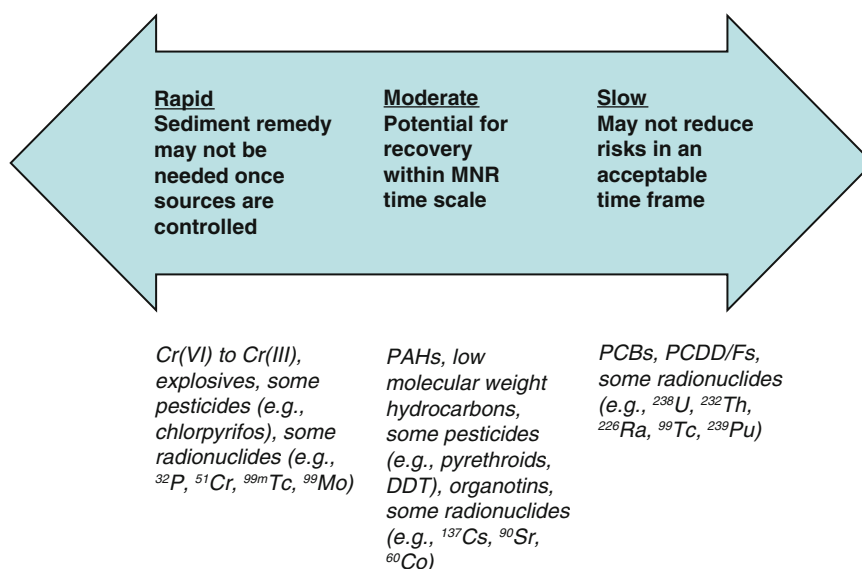 Rapid
Sediment remedy
may not be
needed once
sources are
controlled
Moderate
Potential for
recovery
within MNR
time scale
Slow
May not reduce
risks in an
acceptable
time frame
Cr(VI) to Cr(III),
explosives, some
pesticides (e.g.,
chlorpyrifos), some
radionuclides (e.g.,
³²P, ⁵¹Cr, ⁹⁹ᵐTc, ⁹⁹Mo)
PAHs, low
molecular weight
hydrocarbons,
some pesticides
(e.g., pyrethroids,
DDT), organotins,
some radionuclides
(e.g., ¹³⁷Cs, ⁹⁰Sr,
⁶⁰Co)
PCBs, PCDD/Fs,
some radionuclides
(e.g., ²³⁸U, ²³²Th,
²²⁶Ra, ⁹⁹Tc, ²³⁹Pu)